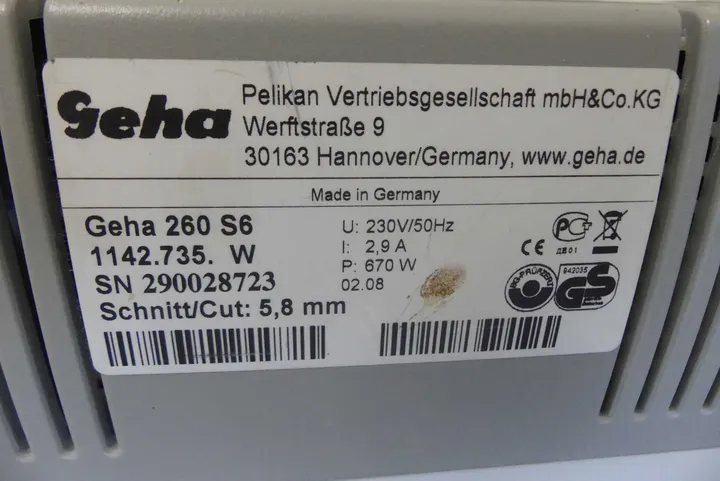 Geha
Pelikan Vertriebsgesellschaft mbH&Co.KG
Werftstraße 9
30163 Hannover/Germany, www.geha.de
Made in Germany
Geha 260 S6
1142.735. W
SN 290028723
Schnitt/Cut: 5,8 mm
U: 230V/50Hz
I: 2,9 A
P: 670 W
02.08
CE
ДВ01
942035
GS